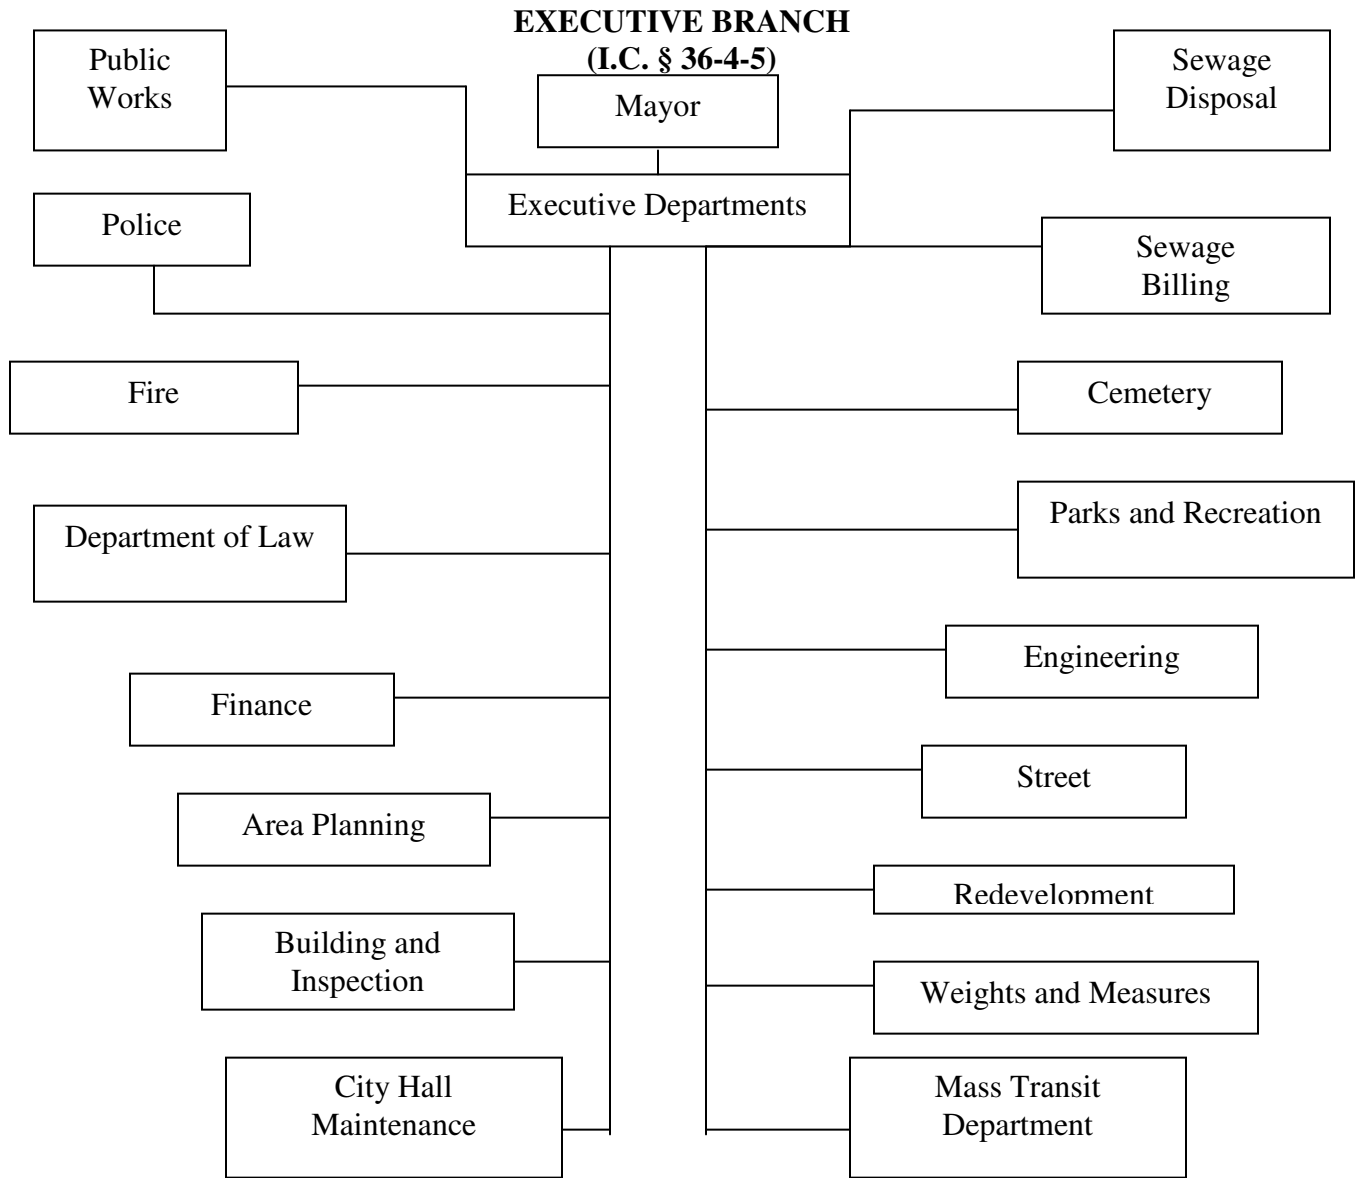 EXECUTIVE BRANCH
(I.C. § 36-4-5)
Mayor
Executive Departments
Public
Works
Police
Fire
Department of Law
Finance
Area Planning
Building and
Inspection
City Hall
Maintenance
Sewage
Disposal
Sewage
Billing
Cemetery
Parks and Recreation
Engineering
Street
Redevelopment
Weights and Measures
Mass Transit
Department